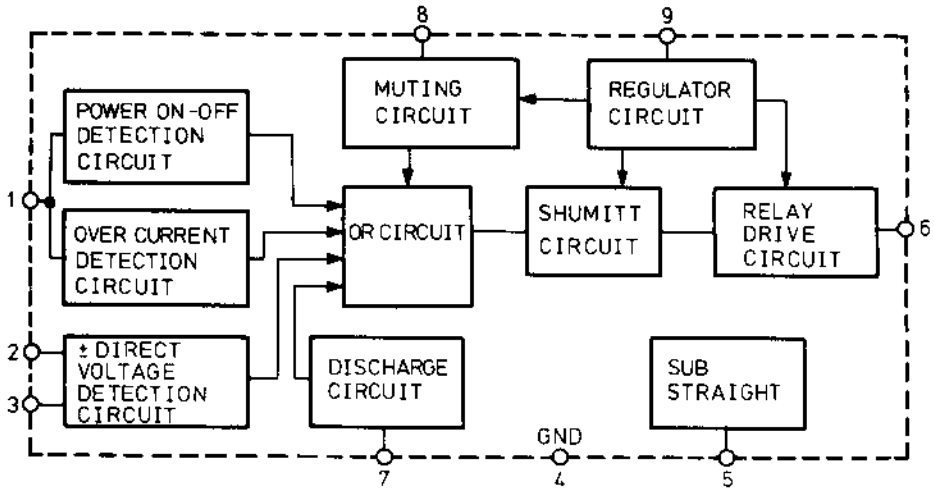 8
9
MUTING
CIRCUIT
REGULATOR
CIRCUIT
POWER ON-OFF
DETECTION
CIRCUIT
1
OVER CURRENT
DETECTION
CIRCUIT
OR CIRCUIT
SHUMITT
CIRCUIT
RELAY
DRIVE
CIRCUIT
6
2
3
± DIRECT
VOLTAGE
DETECTION
CIRCUIT
DISCHARGE
CIRCUIT
SUB
STRAIGHT
GND
7
4
5